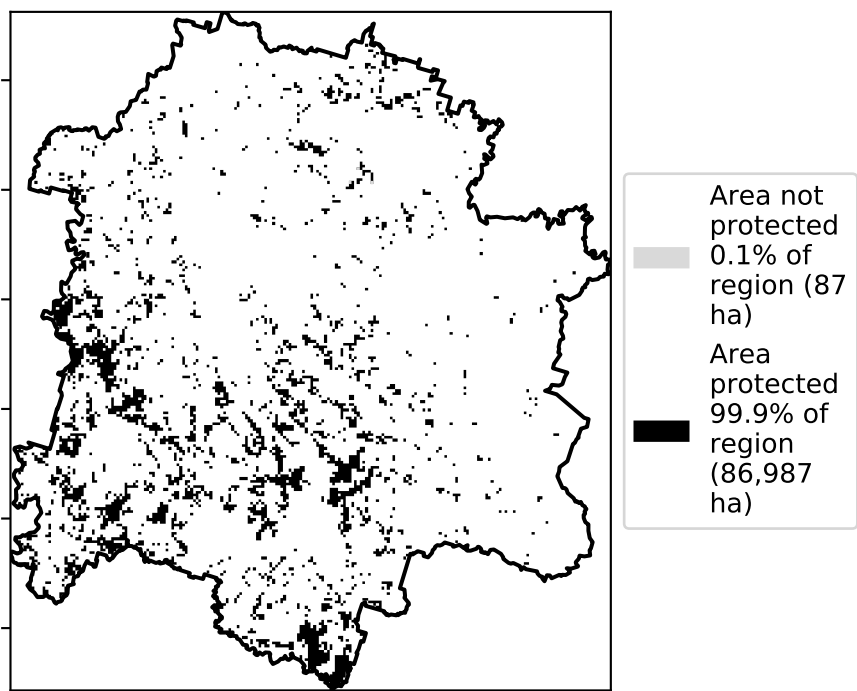 Area not
protected
0.1% of
region (87
ha)
Area
protected
99.9% of
region
(86,987
ha)